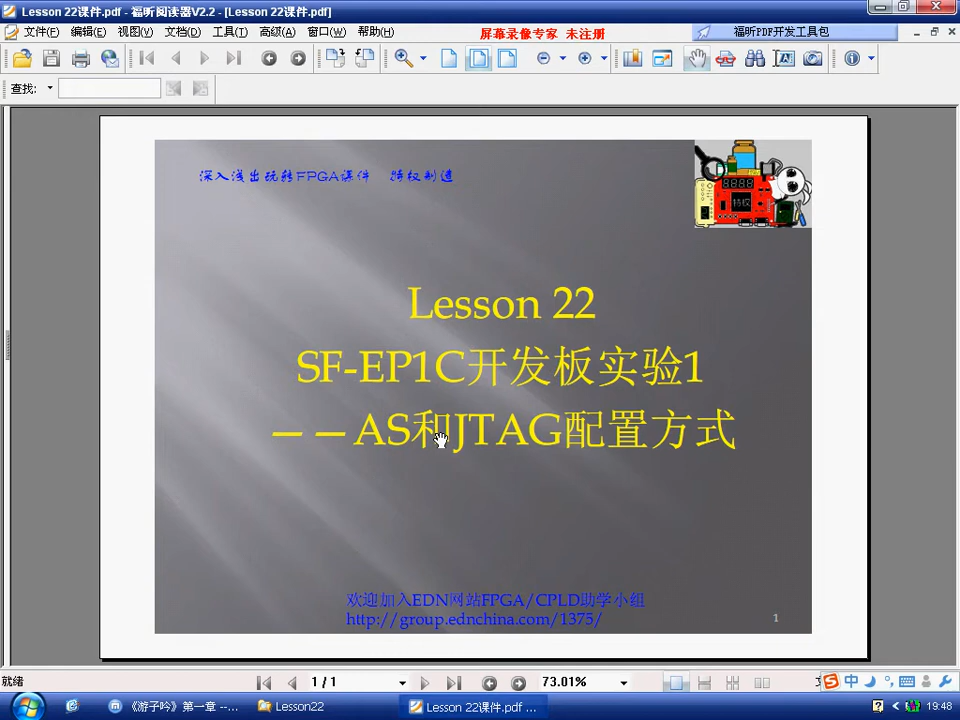 Lesson 22课件.pdf - 福昕阅读器V2.2 - [Lesson 22课件.pdf]
文件(F) 编辑(E) 视图(V) 文档(D) 工具(T) 高级(A) 窗口(W) 帮助(H)
屏幕录像专家 未注册
福昕PDF开发工具包
查找:
深入浅出玩转FPGA课件 特权制造
特权
Lesson 22
SF-EP1C开发板实验1
——AS和JTAG配置方式
欢迎加入EDN网站FPGA/CPLD助学小组
http://group.ednchina.com/1375/
1
就绪
1 / 1
73.01%
中
《游子吟》第一章 --...
Lesson22
Lesson 22课件.pdf ...
19:48